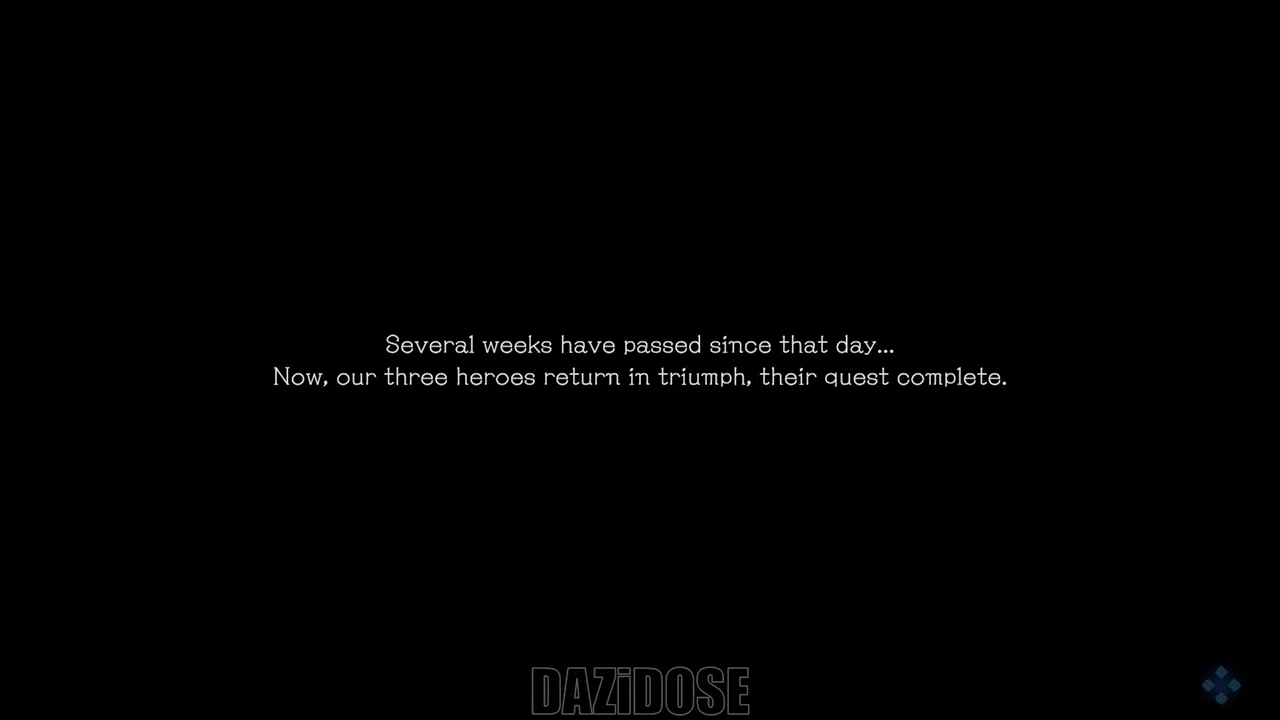 Several weeks have passed since that day...
Now, our three heroes return in triumph, their quest complete.
DAZiDOSE